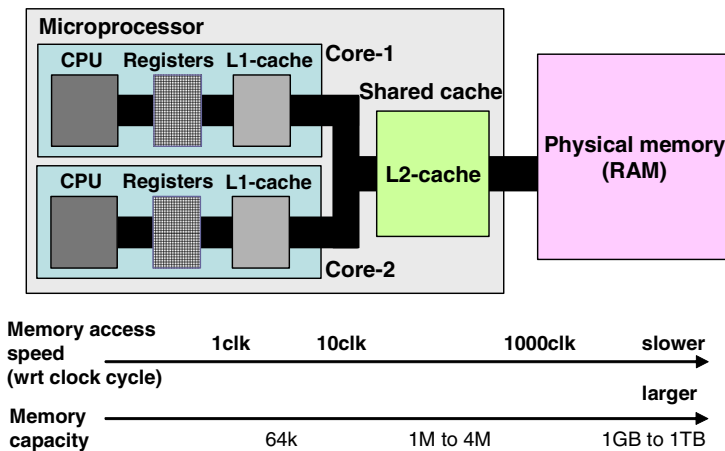 Microprocessor
CPU Registers L1-cache Core-1
Shared cache
L2-cache
Physical memory
(RAM)
CPU Registers L1-cache
Core-2
Memory access
speed
(wrt clock cycle)
1clk 10clk 1000clk slower
larger
Memory
capacity
64k 1M to 4M 1GB to 1TB